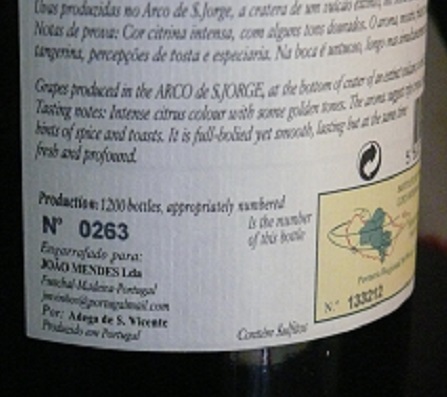 Uvas produzidas no Arco de S.Jorge, a cratera de um vulcão
Notas de prova: Cor citrina intensa, com alguns tons dourados. O aroma,
tangerina, percepções de tosta e especiaria. Na boca é untuoso, longo mas
Grapes produced in the ARCO de S.JORGE, at the bottom of crater of an extinct
Tasting notes: Intense citrus colour with some golden tones. The aroma
hints of spice and toasts. It is full-bolied yet smooth, lasting but at the same time
fresh and profound.
Production: 1200 bottles, appropriately numbered
Nº 0263
Is the number
of this bottle
Engarrafado para:
JOÃO MENDES Lda
Funchal-Madeira-Portugal
Por: Adega de S. Vicente
Produzido em Portugal
Contém Sulfitos
N.º 133212